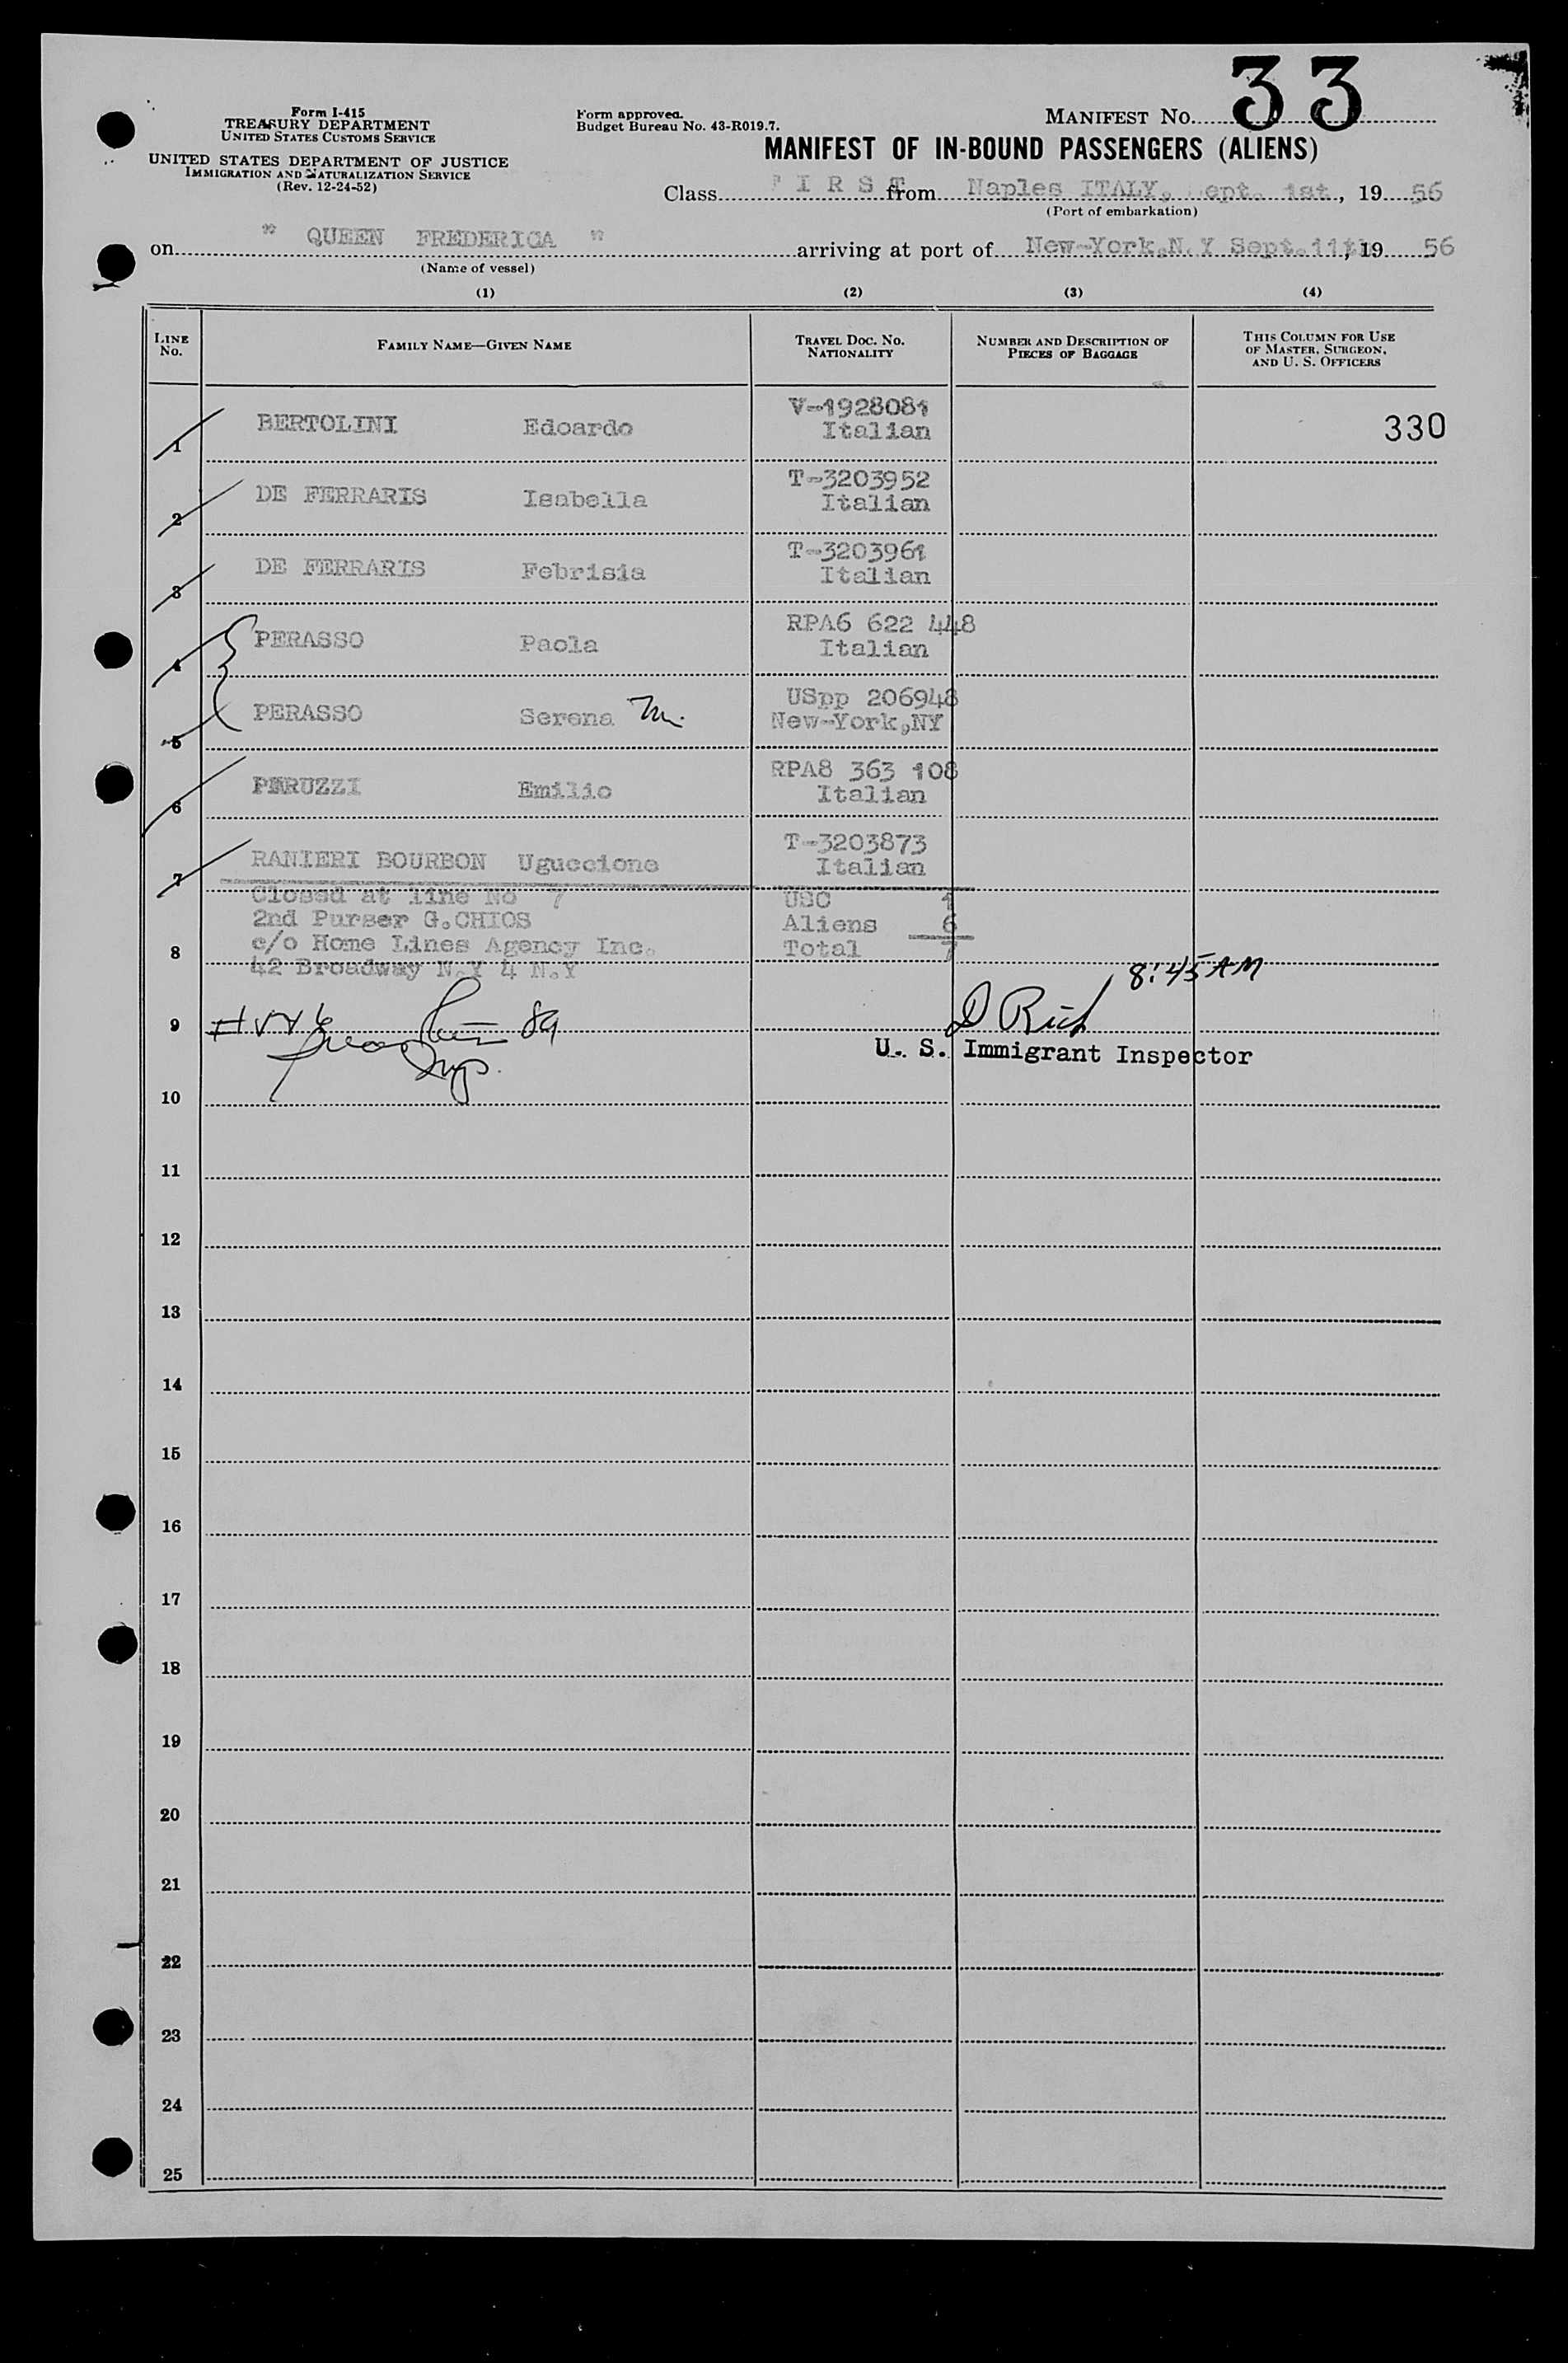 33
Form I-415
TREASURY DEPARTMENT
UNITED STATES CUSTOMS SERVICE
UNITED STATES DEPARTMENT OF JUSTICE
IMMIGRATION AND NATURALIZATION SERVICE
(Rev. 12-24-52)
Form approved.
Budget Bureau No. 43-R019.7.
MANIFEST NO.
MANIFEST OF IN-BOUND PASSENGERS (ALIENS)
Class FIRST from Naples ITALY, Sept. 1st, 1956
(Port of embarkation)
on " QUEEN FREDERICA " arriving at port of New-York,N.Y Sept.11th, 1956
(Name of vessel)
(1) (2) (3) (4)
LINE NO. FAMILY NAME—GIVEN NAME TRAVEL DOC. NO. NATIONALITY NUMBER AND DESCRIPTION OF PIECES OF BAGGAGE THIS COLUMN FOR USE OF MASTER, SURGEON, AND U. S. OFFICERS
1 BERTOLINI Edoardo V-1928081 Italian 330
2 DE FERRARIS Isabella T-3203952 Italian
3 DE FERRARIS Febrisia T-3203961 Italian
4 PERASSO Paola RPA6 622 448 Italian
5 PERASSO Serena M. USpp 206948 New-York,NY
6 PERUZZI Emilio RPA8 363 108 Italian
7 RANIERI BOURBON Uguccione T-3203873 Italian
Closed at line No 7 USC 1
2nd Purser G.CHIOS Aliens 6
8 c/o Home Lines Agency Inc. Total 7
42 Broadway N.Y 4 N.Y
8:45 AM
9 89 D Rich
Insp.
U. S. Immigrant Inspector
10
11
12
13
14
15
16
17
18
19
20
21
22
23
24
25